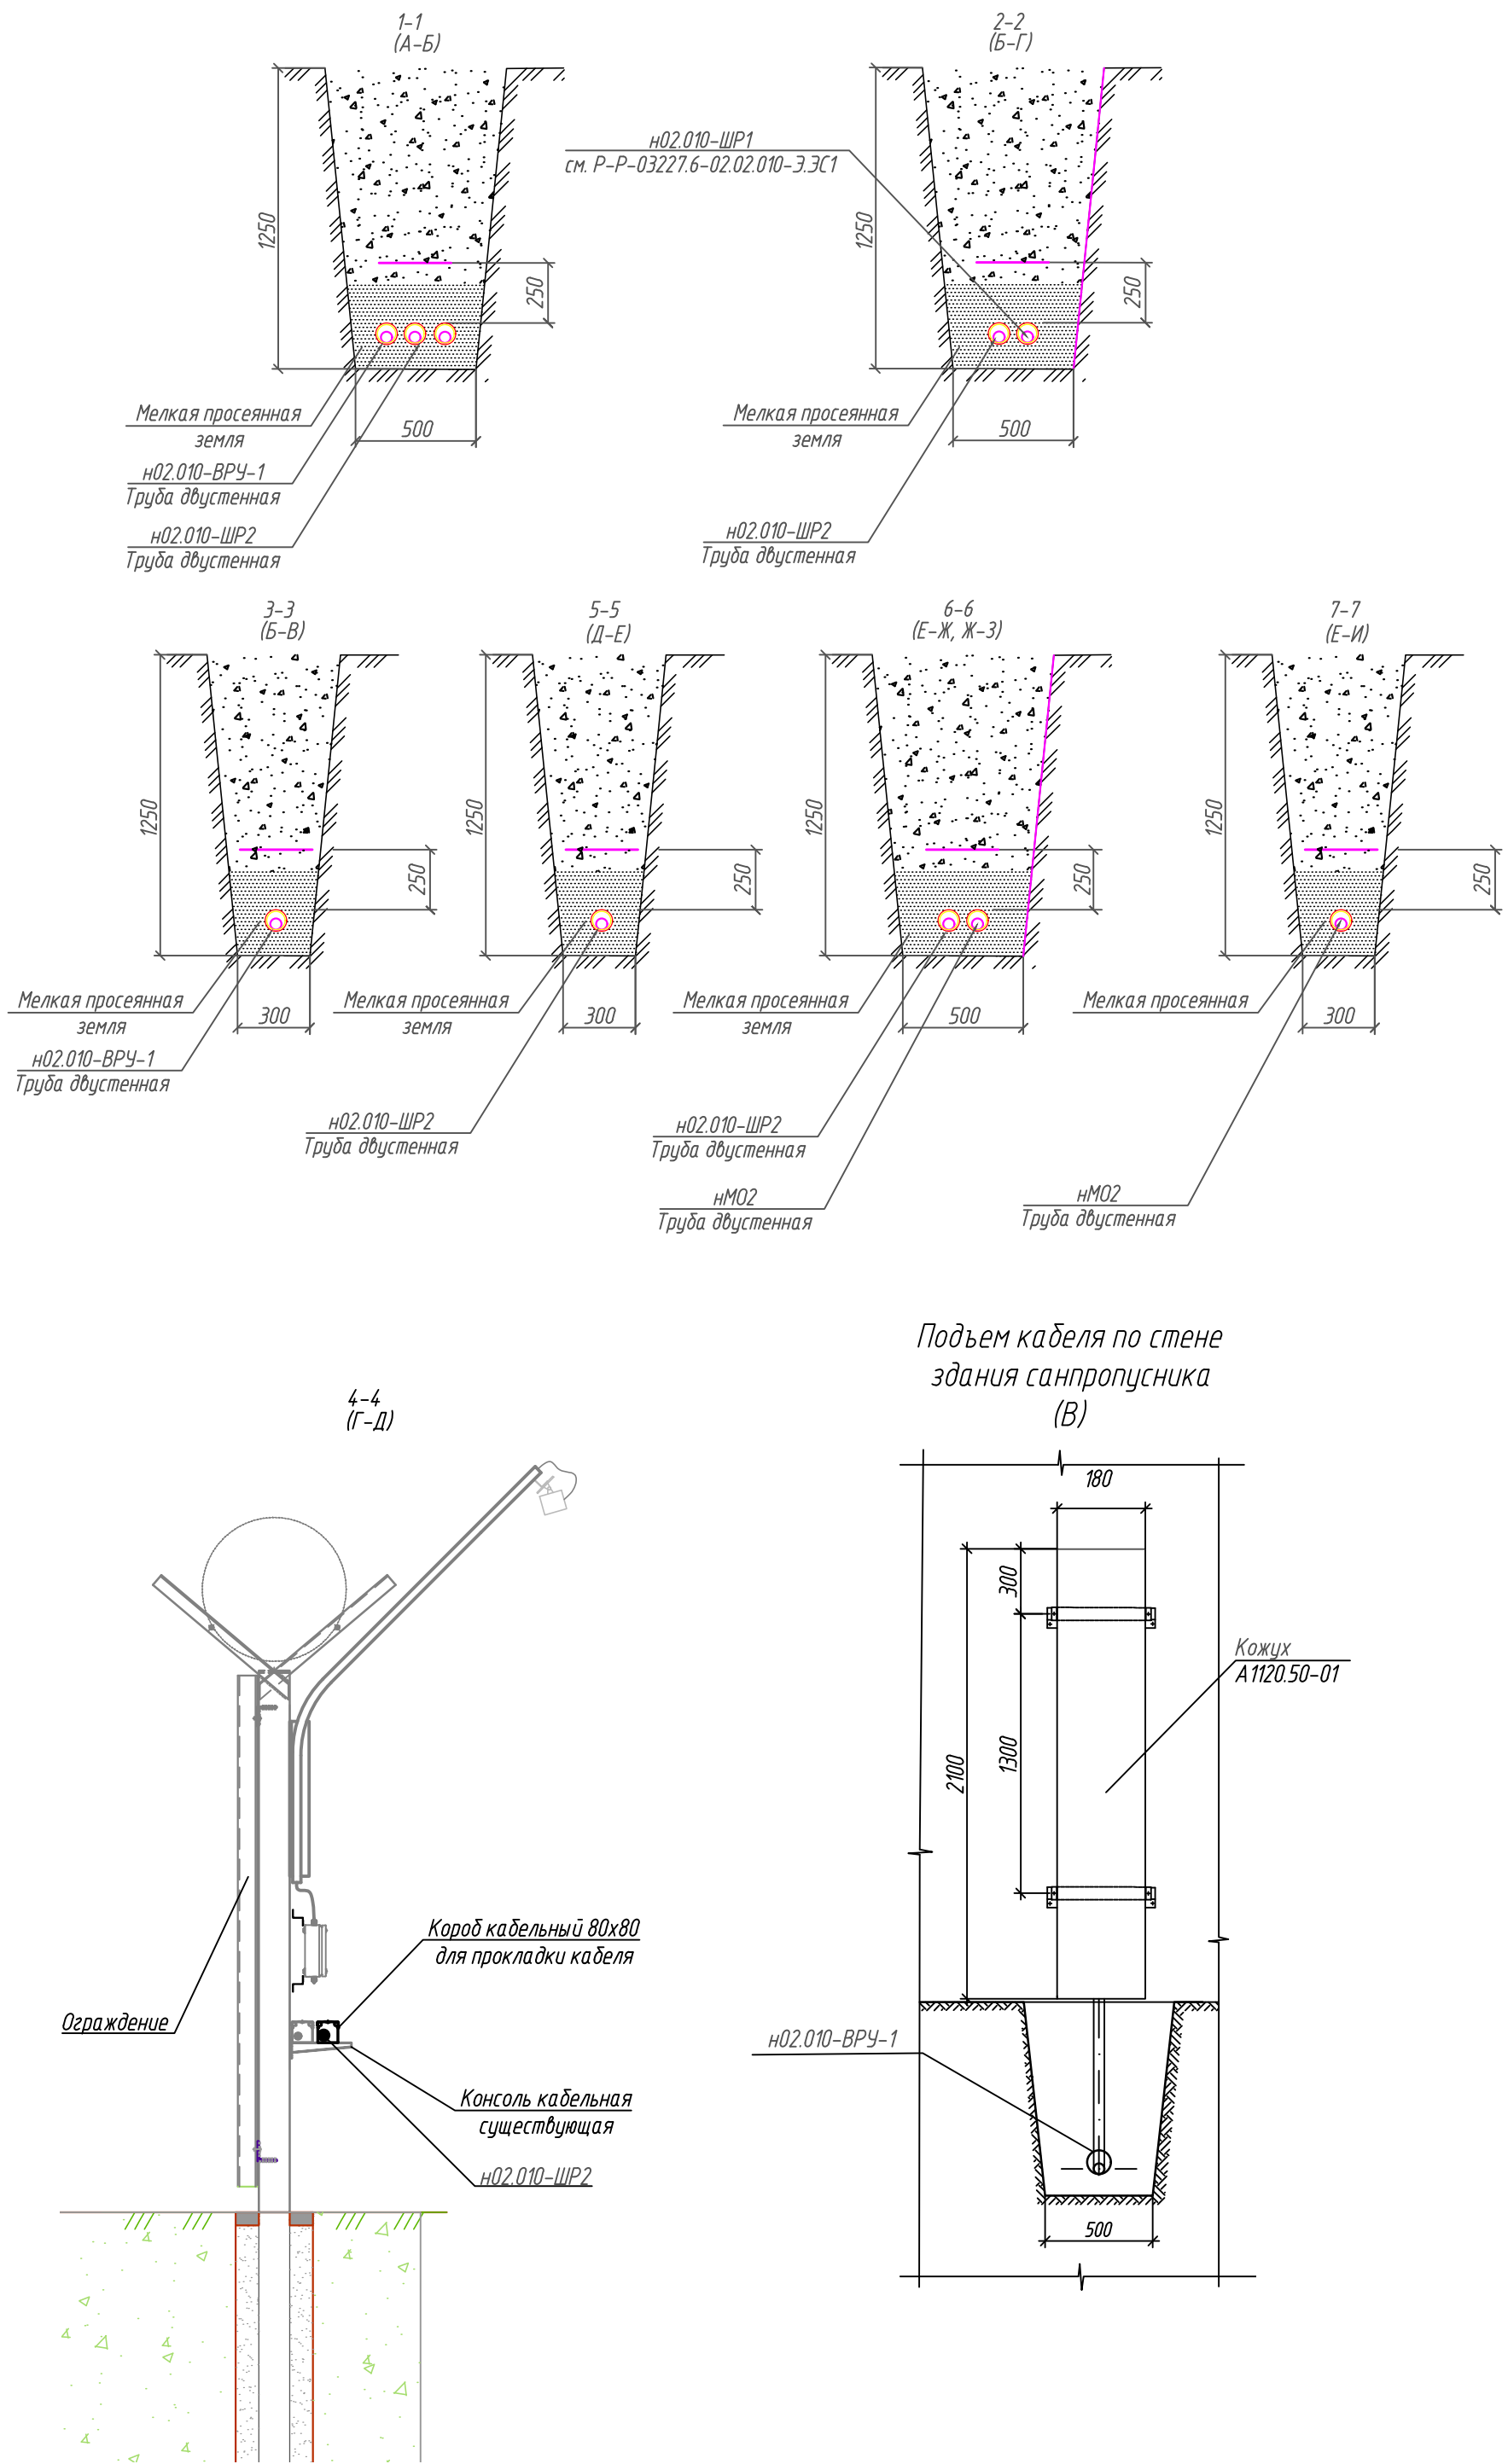 1-1
(А-Б)
1250
250
500
Мелкая просеянная
земля
н02.010-ВРУ-1
Труба двустенная
н02.010-ШР2
Труба двустенная
2-2
(Б-Г)
н02.010-ШР1
см. Р-Р-03227.6-02.02.010-Э.ЭС1
1250
250
500
Мелкая просеянная
земля
н02.010-ШР2
Труба двустенная
3-3
(Б-В)
1250
250
300
Мелкая просеянная
земля
н02.010-ВРУ-1
Труба двустенная
5-5
(Д-Е)
1250
250
300
Мелкая просеянная
земля
н02.010-ШР2
Труба двустенная
6-6
(Е-Ж, Ж-З)
1250
250
500
Мелкая просеянная
земля
н02.010-ШР2
Труба двустенная
нМО2
Труба двустенная
7-7
(Е-И)
1250
250
300
Мелкая просеянная
нМО2
Труба двустенная
4-4
(Г-Д)
Короб кабельный 80х80
для прокладки кабеля
Ограждение
Консоль кабельная
существующая
н02.010-ШР2
Подъем кабеля по стене
здания санпропусника
(В)
180
300
1300
2100
Кожух
А1120.50-01
н02.010-ВРУ-1
500